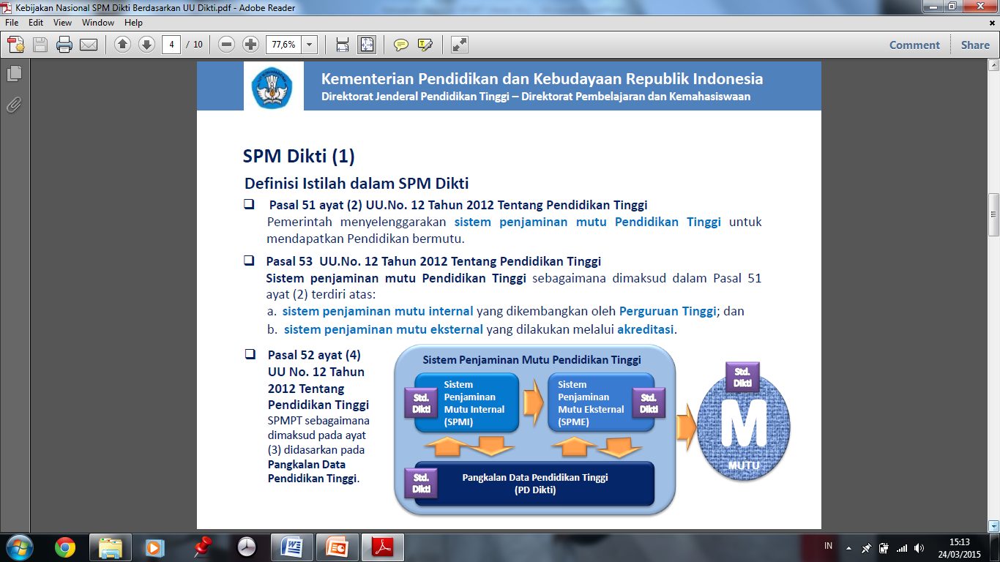 Kebijakan Nasional SPM Dikti Berdasarkan UU Dikti.pdf - Adobe Reader
File Edit View Window Help
4 / 10 77,6% Comment Share
Kementerian Pendidikan dan Kebudayaan Republik Indonesia
Direktorat Jenderal Pendidikan Tinggi – Direktorat Pembelajaran dan Kemahasiswaan
SPM Dikti (1)
Definisi Istilah dalam SPM Dikti
Pasal 51 ayat (2) UU.No. 12 Tahun 2012 Tentang Pendidikan Tinggi
Pemerintah menyelenggarakan sistem penjaminan mutu Pendidikan Tinggi untuk
mendapatkan Pendidikan bermutu.
Pasal 53 UU.No. 12 Tahun 2012 Tentang Pendidikan Tinggi
Sistem penjaminan mutu Pendidikan Tinggi sebagaimana dimaksud dalam Pasal 51
ayat (2) terdiri atas:
a. sistem penjaminan mutu internal yang dikembangkan oleh Perguruan Tinggi; dan
b. sistem penjaminan mutu eksternal yang dilakukan melalui akreditasi.
Pasal 52 ayat (4)
UU No. 12 Tahun
2012 Tentang
Pendidikan Tinggi
SPMPT sebagaimana
dimaksud pada ayat
(3) didasarkan pada
Pangkalan Data
Pendidikan Tinggi.
Sistem Penjaminan Mutu Pendidikan Tinggi
Std.
Dikti
Sistem
Penjaminan
Mutu Internal
(SPMI)
Sistem
Penjaminan
Mutu Eksternal
(SPME)
Std.
Dikti
Std.
Dikti
Pangkalan Data Pendidikan Tinggi
(PD Dikti)
Std.
Dikti
M
MUTU
IN
15:13
24/03/2015